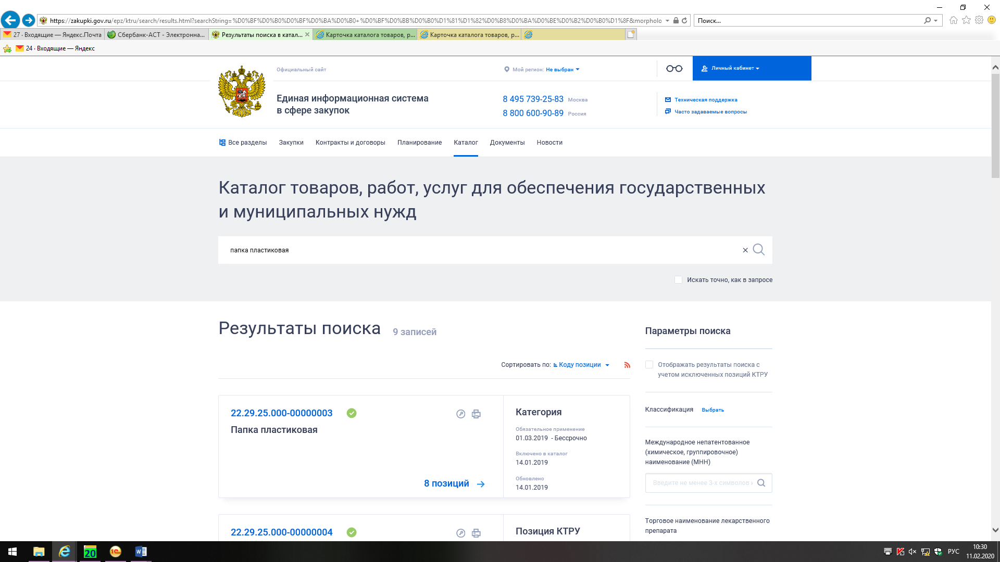 https://zakupki.gov.ru/epz/ktru/search/results.html?searchString=%D0%BF%D0%B0%D0%BF%D0%BA%D0%B0+%D0%BF%D0%BB%D0%B0%D1%81%D1%82%D0%B8%D0%BA%D0%BE%D0%B2%D0%B0%D1%8F&morpholo
Поиск...
27 · Входящие — Яндекс.Почта
Сбербанк-АСТ - Электронна...
Результаты поиска в катал...
Карточка каталога товаров, р...
Карточка каталога товаров, р...
24 · Входящие — Яндекс
Официальный сайт
Мой регион: Не выбран
Личный кабинет
Единая информационная система
в сфере закупок
8 495 739-25-83 Москва
8 800 600-90-89 Россия
Техническая поддержка
Часто задаваемые вопросы
Все разделы
Закупки
Контракты и договоры
Планирование
Каталог
Документы
Новости
Каталог товаров, работ, услуг для обеспечения государственных
и муниципальных нужд
папка пластиковая
Искать точно, как в запросе
Результаты поиска 9 записей
Сортировать по: Коду позиции
22.29.25.000-00000003
Папка пластиковая
8 позиций
Категория
Обязательное применение
01.03.2019 - Бессрочно
Включено в каталог
14.01.2019
Обновлено
14.01.2019
22.29.25.000-00000004
Позиция КТРУ
Параметры поиска
Отображать результаты поиска с
учетом исключенных позиций КТРУ
Классификация Выбрать
Международное непатентованное
(химическое, группировочное)
наименование (МНН)
Введите не менее 3-х символов
Торговое наименование лекарственного
препарата
20
1С
РУС
10:30
11.02.2020